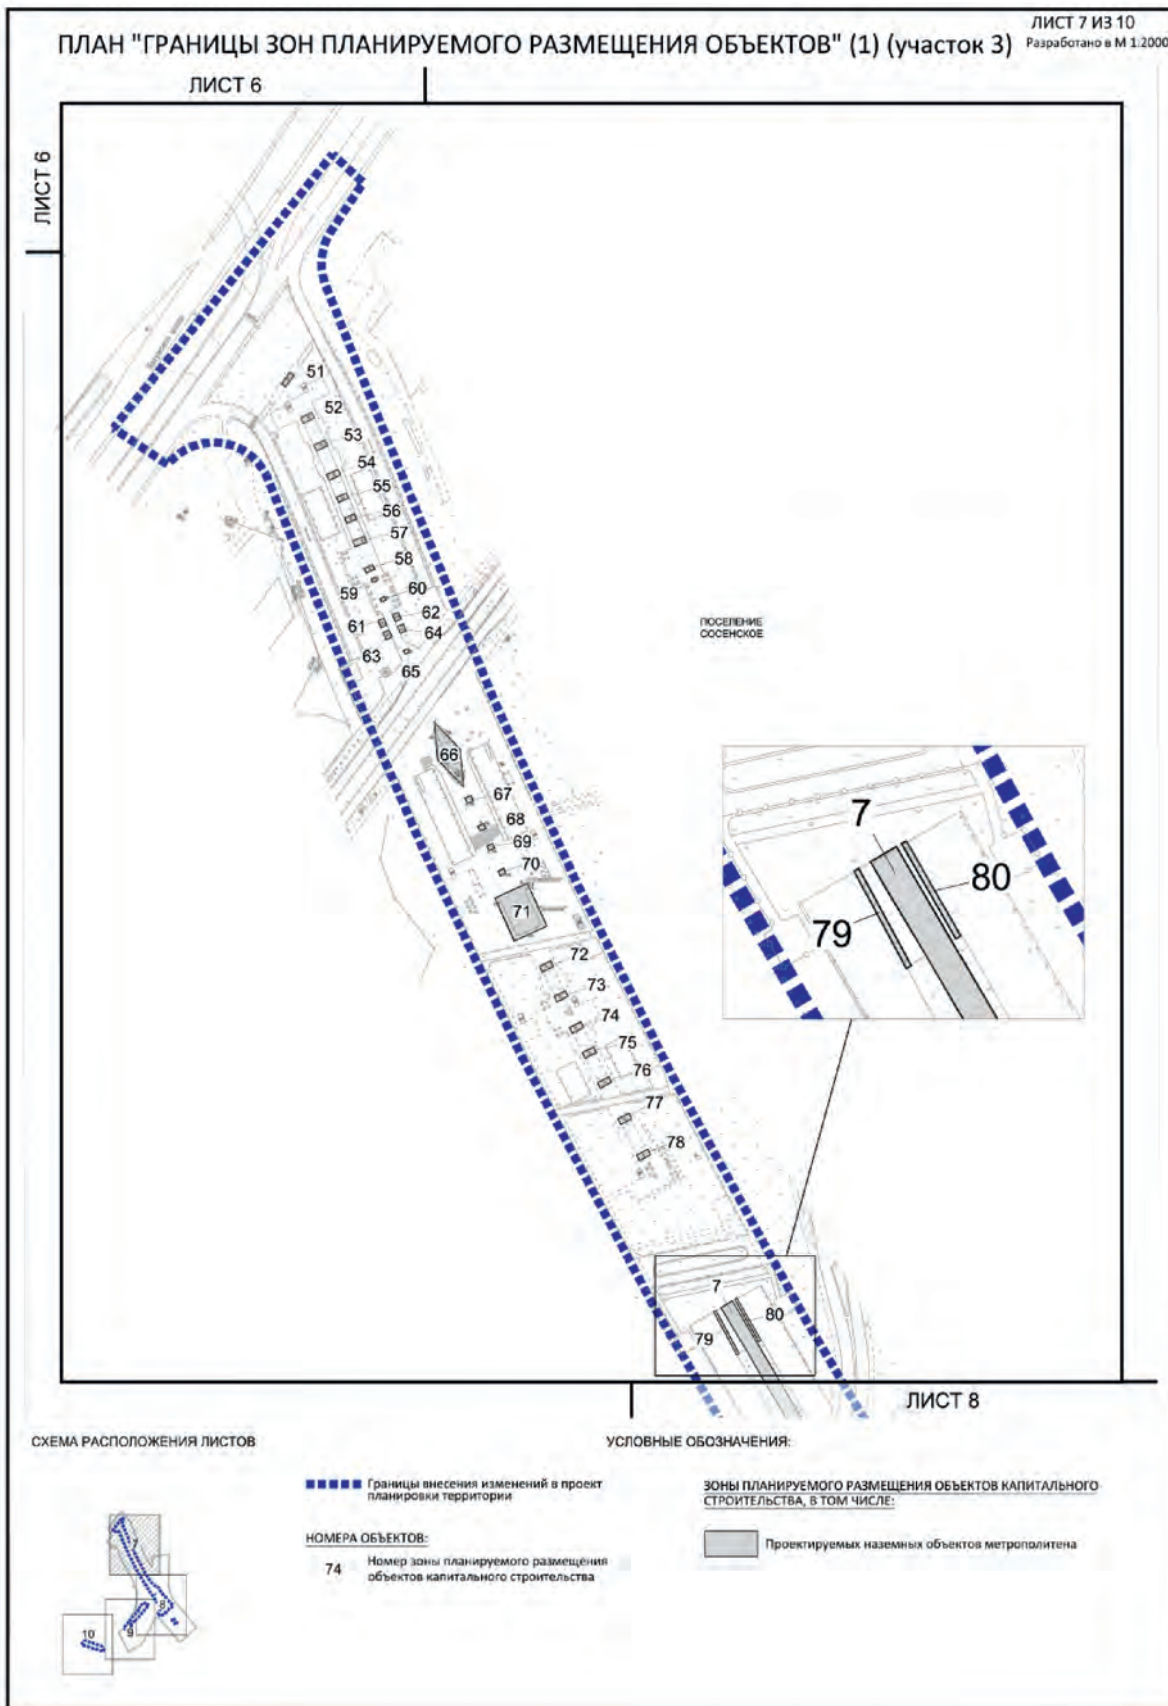 ЛИСТ 7 ИЗ 10
ПЛАН "ГРАНИЦЫ ЗОН ПЛАНИРУЕМОГО РАЗМЕЩЕНИЯ ОБЪЕКТОВ" (1) (участок 3)
Разработано в М 1:2000
ЛИСТ 6
ЛИСТ 6
51
52
53
54
55
56
57
58
59
60
61
62
63
64
65
ПОСЕЛЕНИЕ
СОСЕНСКОЕ
66
67
68
69
70
71
72
73
74
75
76
77
78
7
80
79
7
80
79
ЛИСТ 8
СХЕМА РАСПОЛОЖЕНИЯ ЛИСТОВ
7
8
9
10
УСЛОВНЫЕ ОБОЗНАЧЕНИЯ:
Границы внесения изменений в проект
планировки территории
НОМЕРА ОБЪЕКТОВ:
74
Номер зоны планируемого размещения
объектов капитального строительства
ЗОНЫ ПЛАНИРУЕМОГО РАЗМЕЩЕНИЯ ОБЪЕКТОВ КАПИТАЛЬНОГО
СТРОИТЕЛЬСТВА, В ТОМ ЧИСЛЕ:
Проектируемых наземных объектов метрополитена